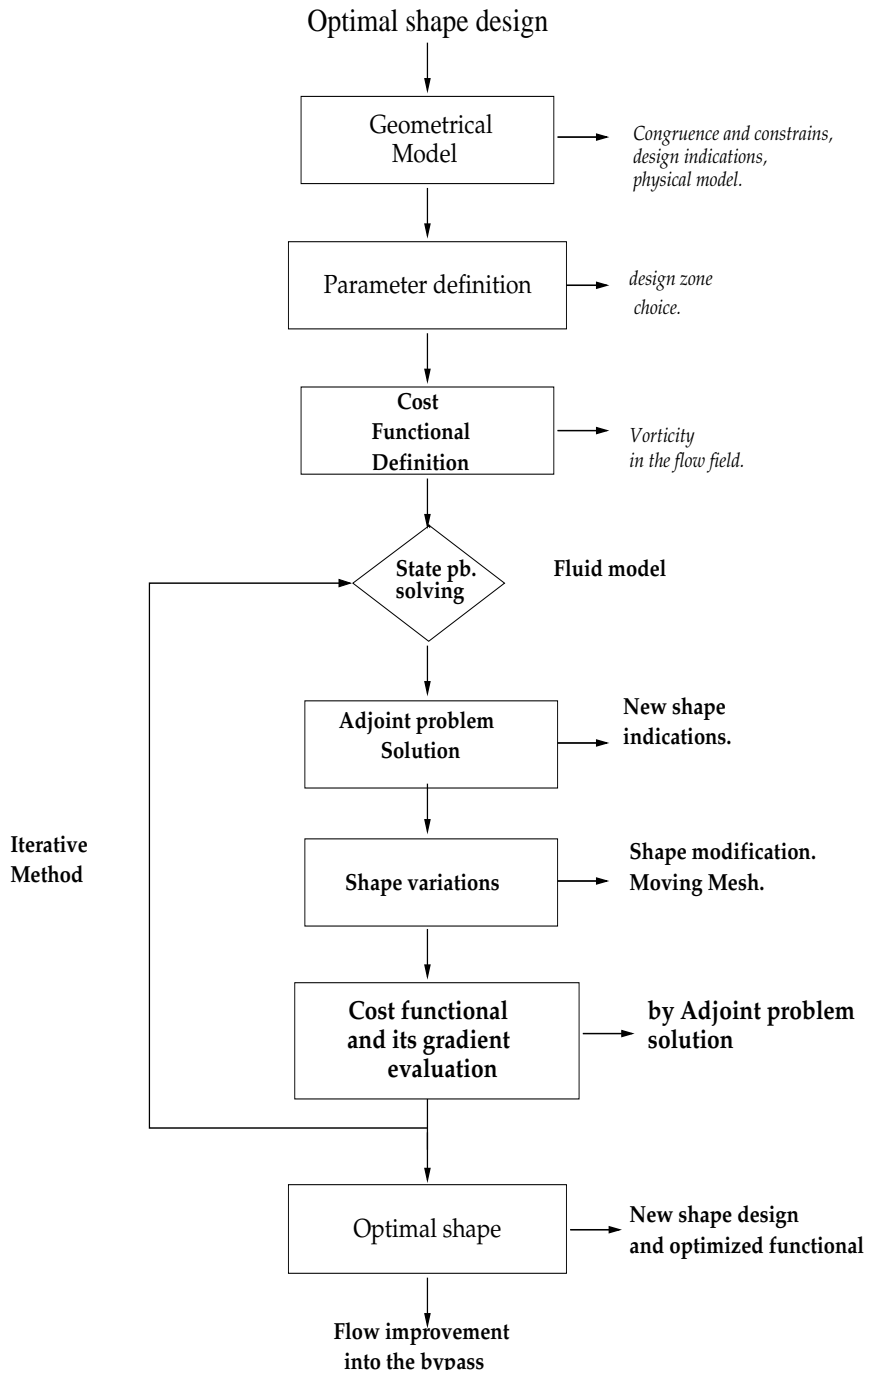 Optimal shape design
Geometrical
Model
Congruence and constrains,
design indications,
physical model.
Parameter definition
design zone
choice.
Cost
Functional
Definition
Vorticity
in the flow field.
State pb.
solving
Fluid model
Adjoint problem
Solution
New shape
indications.
Iterative
Method
Shape variations
Shape modification.
Moving Mesh.
Cost functional
and its gradient
evaluation
by Adjoint problem
solution
Optimal shape
New shape design
and optimized functional
Flow improvement
into the bypass